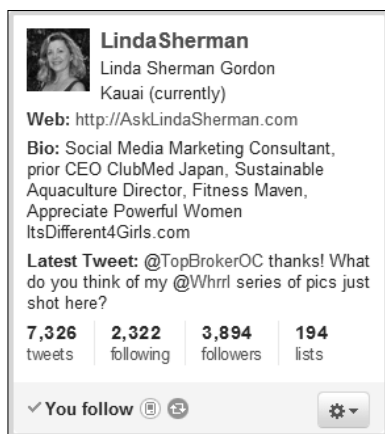 LindaSherman
Linda Sherman Gordon
Kauai (currently)
Web: http://AskLindaSherman.com
Bio: Social Media Marketing Consultant,
prior CEO ClubMed Japan, Sustainable
Aquaculture Director, Fitness Maven,
Appreciate Powerful Women
ItsDifferent4Girls.com
Latest Tweet: @TopBrokerOC thanks! What
do you think of my @Whrrl series of pics just
shot here?
7,326 2,322 3,894 194
tweets following followers lists
You follow